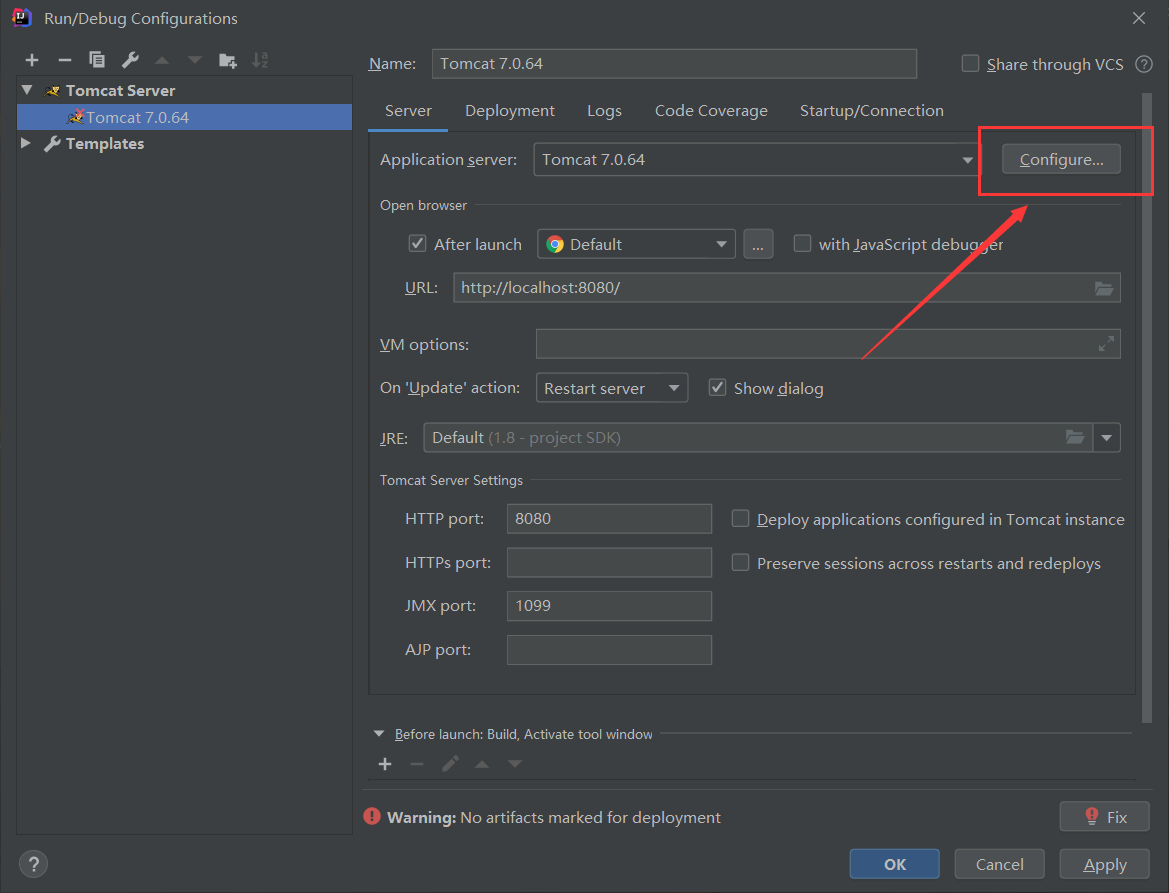 Run/Debug Configurations
Name: Tomcat 7.0.64
Share through VCS ?
Tomcat Server
Tomcat 7.0.64
Templates
Server Deployment Logs Code Coverage Startup/Connection
Application server: Tomcat 7.0.64 Configure...
Open browser
After launch Default ... with JavaScript debugger
URL: http://localhost:8080/
VM options:
On 'Update' action: Restart server Show dialog
JRE: Default (1.8 - project SDK)
Tomcat Server Settings
HTTP port: 8080 Deploy applications configured in Tomcat instance
HTTPs port: Preserve sessions across restarts and redeploys
JMX port: 1099
AJP port:
Before launch: Build, Activate tool window
Warning: No artifacts marked for deployment Fix
? OK Cancel Apply